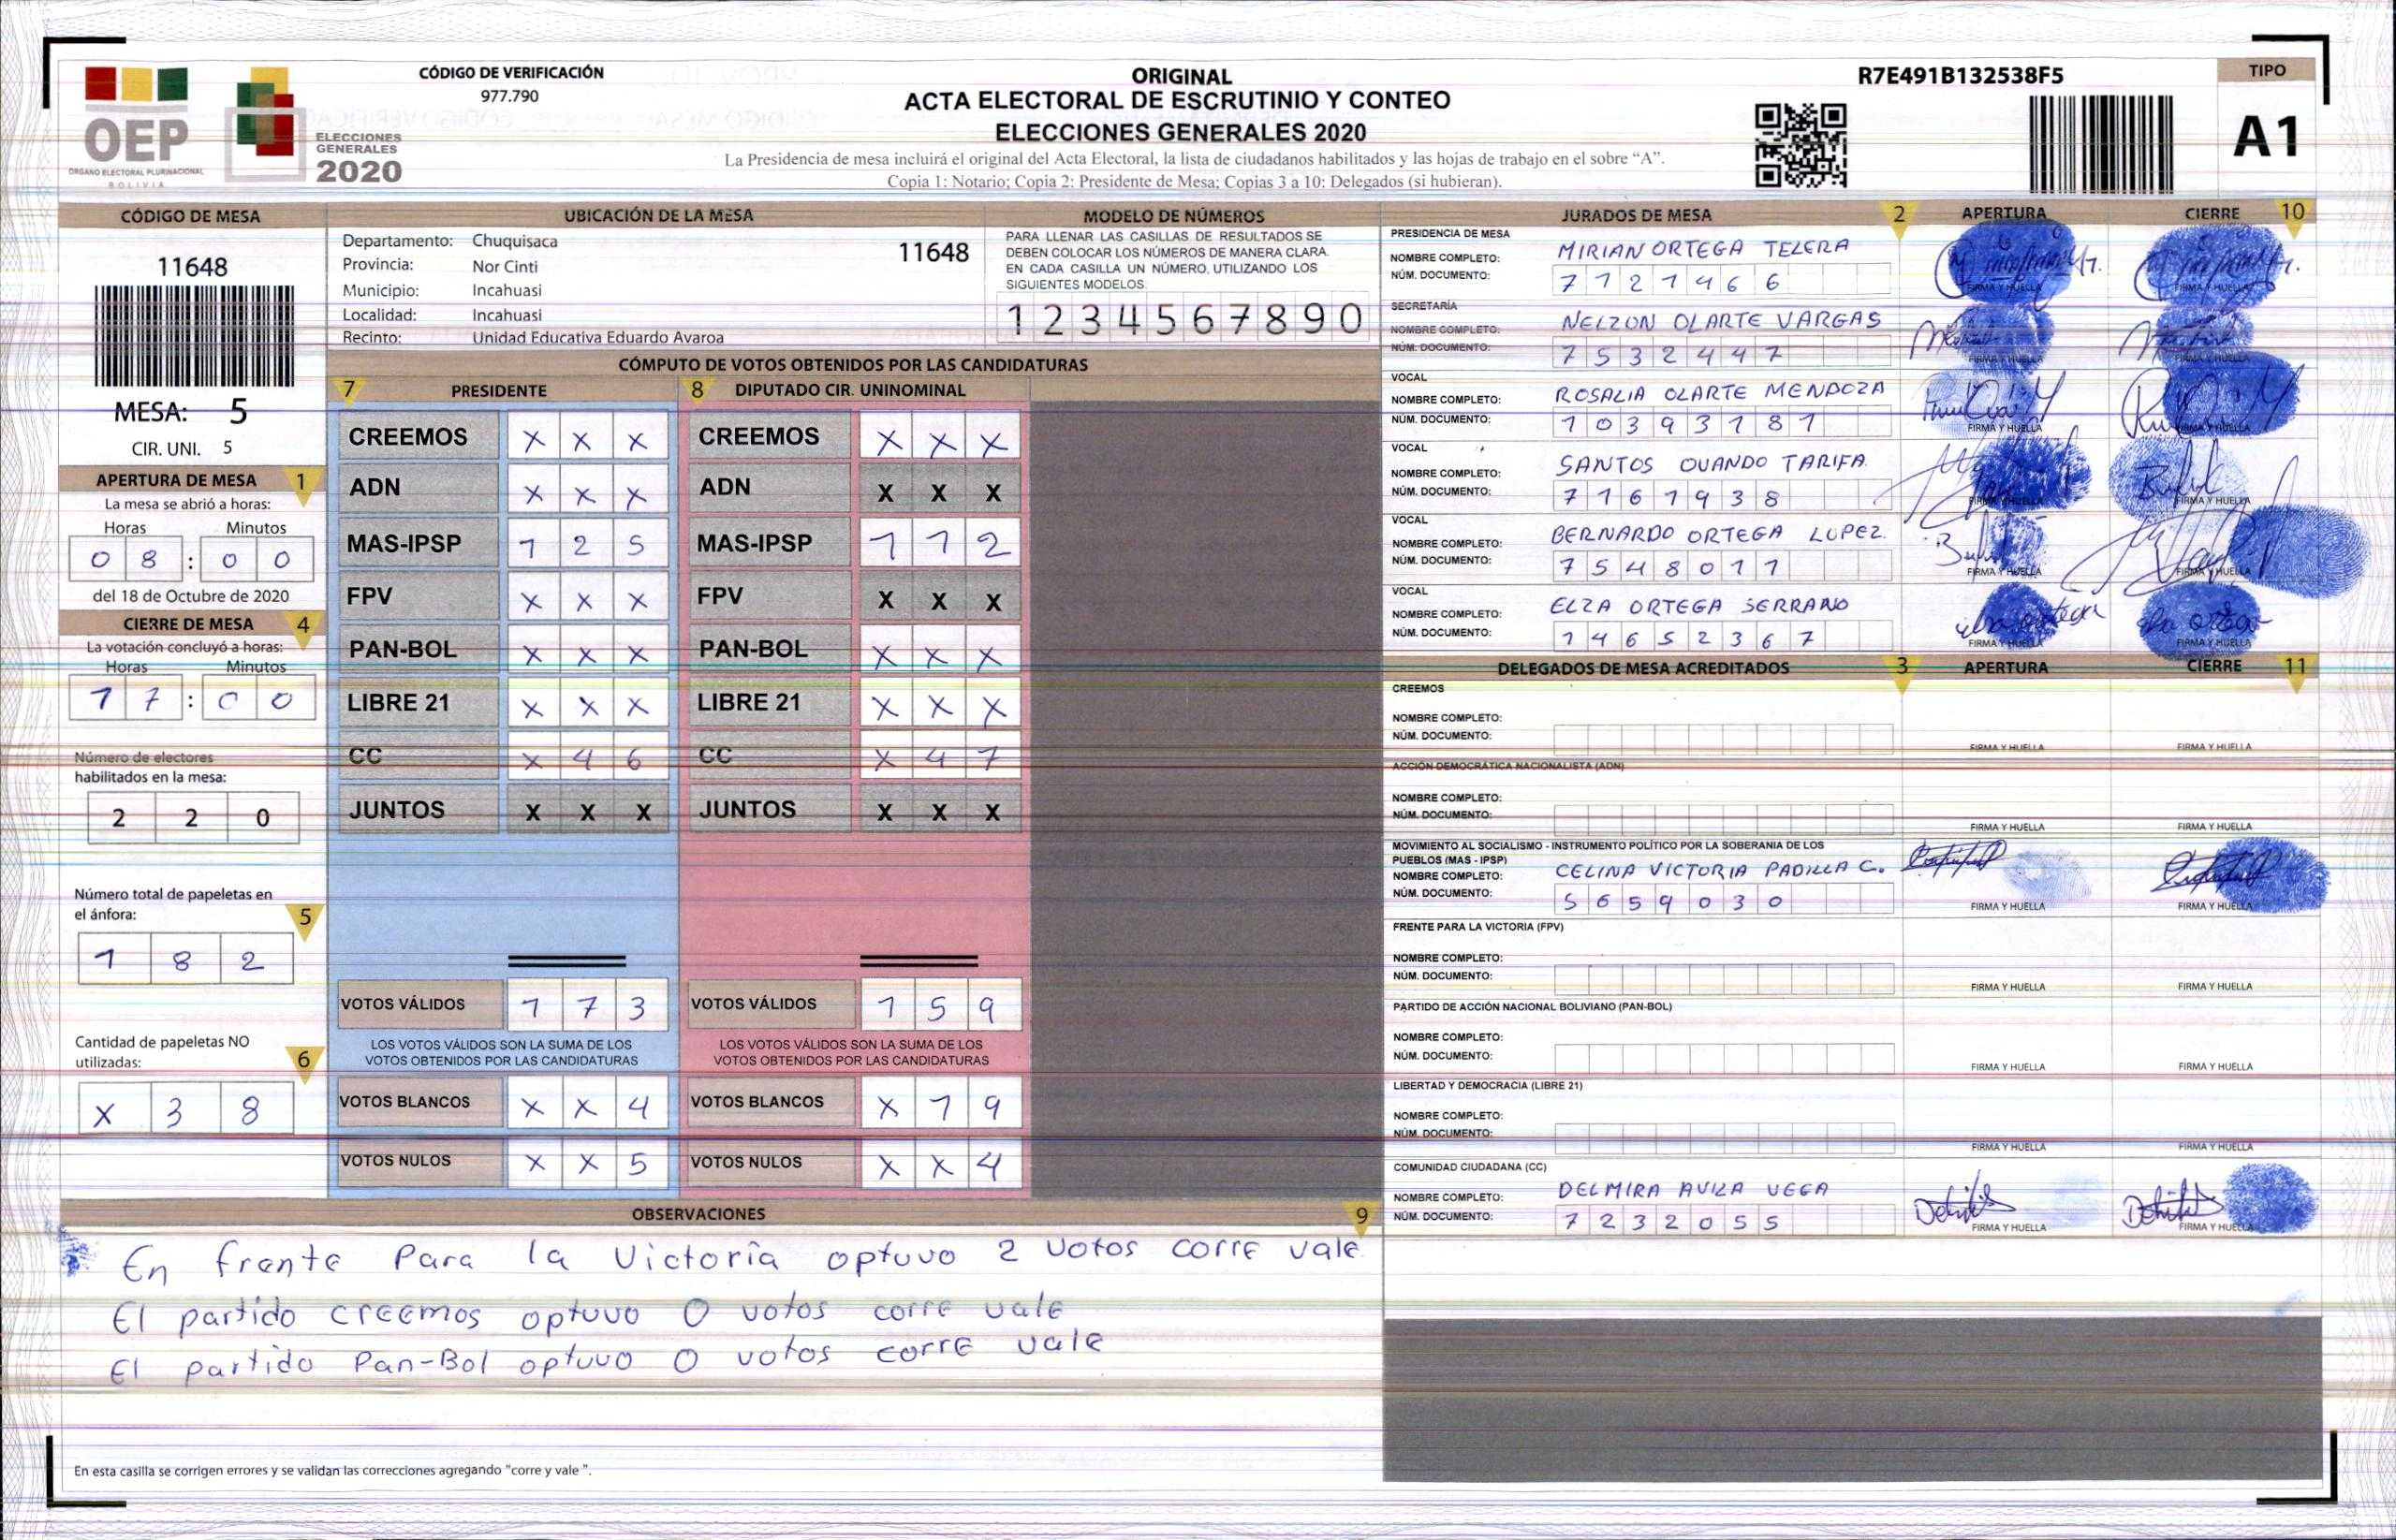 OEP
ÓRGANO ELECTORAL PLURINACIONAL
BOLIVIA
ELECCIONES
GENERALES
2020
CÓDIGO DE VERIFICACIÓN
977.790
ORIGINAL
ACTA ELECTORAL DE ESCRUTINIO Y CONTEO
ELECCIONES GENERALES 2020
La Presidencia de mesa incluirá el original del Acta Electoral, la lista de ciudadanos habilitados y las hojas de trabajo en el sobre “A”.
Copia 1: Notario; Copia 2: Presidente de Mesa; Copias 3 a 10: Delegados (si hubieran).
R7E491B132538F5
TIPO
A1
CÓDIGO DE MESA
11648
MESA: 5
CIR. UNI. 5
APERTURA DE MESA 1
La mesa se abrió a horas:
Horas Minutos
0 8 : 0 0
del 18 de Octubre de 2020
CIERRE DE MESA 4
La votación concluyó a horas:
Horas Minutos
1 7 : 0 0
Número de electores
habilitados en la mesa:
2 2 0
Número total de papeletas en
el ánfora: 5
1 8 2
Cantidad de papeletas NO
utilizadas: 6
X 3 8
UBICACIÓN DE LA MESA
Departamento: Chuquisaca 11648
Provincia: Nor Cinti
Municipio: Incahuasi
Localidad: Incahuasi
Recinto: Unidad Educativa Eduardo Avaroa
MODELO DE NÚMEROS
PARA LLENAR LAS CASILLAS DE RESULTADOS SE
DEBEN COLOCAR LOS NÚMEROS DE MANERA CLARA.
EN CADA CASILLA UN NÚMERO, UTILIZANDO LOS
SIGUIENTES MODELOS
1 2 3 4 5 6 7 8 9 0
CÓMPUTO DE VOTOS OBTENIDOS POR LAS CANDIDATURAS
7 PRESIDENTE 8 DIPUTADO CIR. UNINOMINAL
CREEMOS X X X CREEMOS X X X
ADN X X X ADN X X X
MAS-IPSP 1 2 5 MAS-IPSP 1 1 2
FPV X X X FPV X X X
PAN-BOL X X X PAN-BOL X X X
LIBRE 21 X X X LIBRE 21 X X X
CC X 4 6 CC X 4 7
JUNTOS X X X JUNTOS X X X
VOTOS VÁLIDOS 1 7 3 VOTOS VÁLIDOS 1 5 9
LOS VOTOS VÁLIDOS SON LA SUMA DE LOS LOS VOTOS VÁLIDOS SON LA SUMA DE LOS
VOTOS OBTENIDOS POR LAS CANDIDATURAS VOTOS OBTENIDOS POR LAS CANDIDATURAS
VOTOS BLANCOS X X 4 VOTOS BLANCOS X 1 9
VOTOS NULOS X X 5 VOTOS NULOS X X 4
OBSERVACIONES 9
En frente Para la Victoria optuvo 2 Votos corre vale
El partido creemos optuvo 0 votos corre vale
El partido Pan-Bol optuvo 0 votos corre vale
En esta casilla se corrigen errores y se validan las correcciones agregando “corre y vale ”.
JURADOS DE MESA 2 APERTURA CIERRE 10
PRESIDENCIA DE MESA
NOMBRE COMPLETO: MIRIAN ORTEGA TELERA
NÚM. DOCUMENTO: 7 7 2 1 4 6 6
FIRMA Y HUELLA FIRMA Y HUELLA
SECRETARÍA
NOMBRE COMPLETO: NELZON OLARTE VARGAS
NÚM. DOCUMENTO: 7 5 3 2 4 4 7
FIRMA Y HUELLA FIRMA Y HUELLA
VOCAL
NOMBRE COMPLETO: ROSALIA OLARTE MENDOZA
NÚM. DOCUMENTO: 1 0 3 9 3 1 8 1
FIRMA Y HUELLA FIRMA Y HUELLA
VOCAL
NOMBRE COMPLETO: SANTOS OUANDO TARIFA.
NÚM. DOCUMENTO: 7 1 6 1 9 3 8
FIRMA Y HUELLA FIRMA Y HUELLA
VOCAL
NOMBRE COMPLETO: BERNARDO ORTEGA LOPEZ.
NÚM. DOCUMENTO: 7 5 4 8 0 1 1
FIRMA Y HUELLA FIRMA Y HUELLA
VOCAL
NOMBRE COMPLETO: ELZA ORTEGA SERRANO
NÚM. DOCUMENTO: 1 4 6 5 2 3 6 7
FIRMA Y HUELLA FIRMA Y HUELLA
DELEGADOS DE MESA ACREDITADOS 3 APERTURA CIERRE 11
CREEMOS
NOMBRE COMPLETO:
NÚM. DOCUMENTO:
FIRMA Y HUELLA FIRMA Y HUELLA
ACCIÓN DEMOCRÁTICA NACIONALISTA (ADN)
NOMBRE COMPLETO:
NÚM. DOCUMENTO:
FIRMA Y HUELLA FIRMA Y HUELLA
MOVIMIENTO AL SOCIALISMO - INSTRUMENTO POLÍTICO POR LA SOBERANIA DE LOS
PUEBLOS (MAS - IPSP)
NOMBRE COMPLETO: CELINA VICTORIA PADILLA C.
NÚM. DOCUMENTO: 5 6 5 9 0 3 0
FIRMA Y HUELLA FIRMA Y HUELLA
FRENTE PARA LA VICTORIA (FPV)
NOMBRE COMPLETO:
NÚM. DOCUMENTO:
FIRMA Y HUELLA FIRMA Y HUELLA
PARTIDO DE ACCIÓN NACIONAL BOLIVIANO (PAN-BOL)
NOMBRE COMPLETO:
NÚM. DOCUMENTO:
FIRMA Y HUELLA FIRMA Y HUELLA
LIBERTAD Y DEMOCRACIA (LIBRE 21)
NOMBRE COMPLETO:
NÚM. DOCUMENTO:
FIRMA Y HUELLA FIRMA Y HUELLA
COMUNIDAD CIUDADANA (CC)
NOMBRE COMPLETO: DELMIRA AVILA VEGA
NÚM. DOCUMENTO: 7 2 3 2 0 5 5
FIRMA Y HUELLA FIRMA Y HUELLA